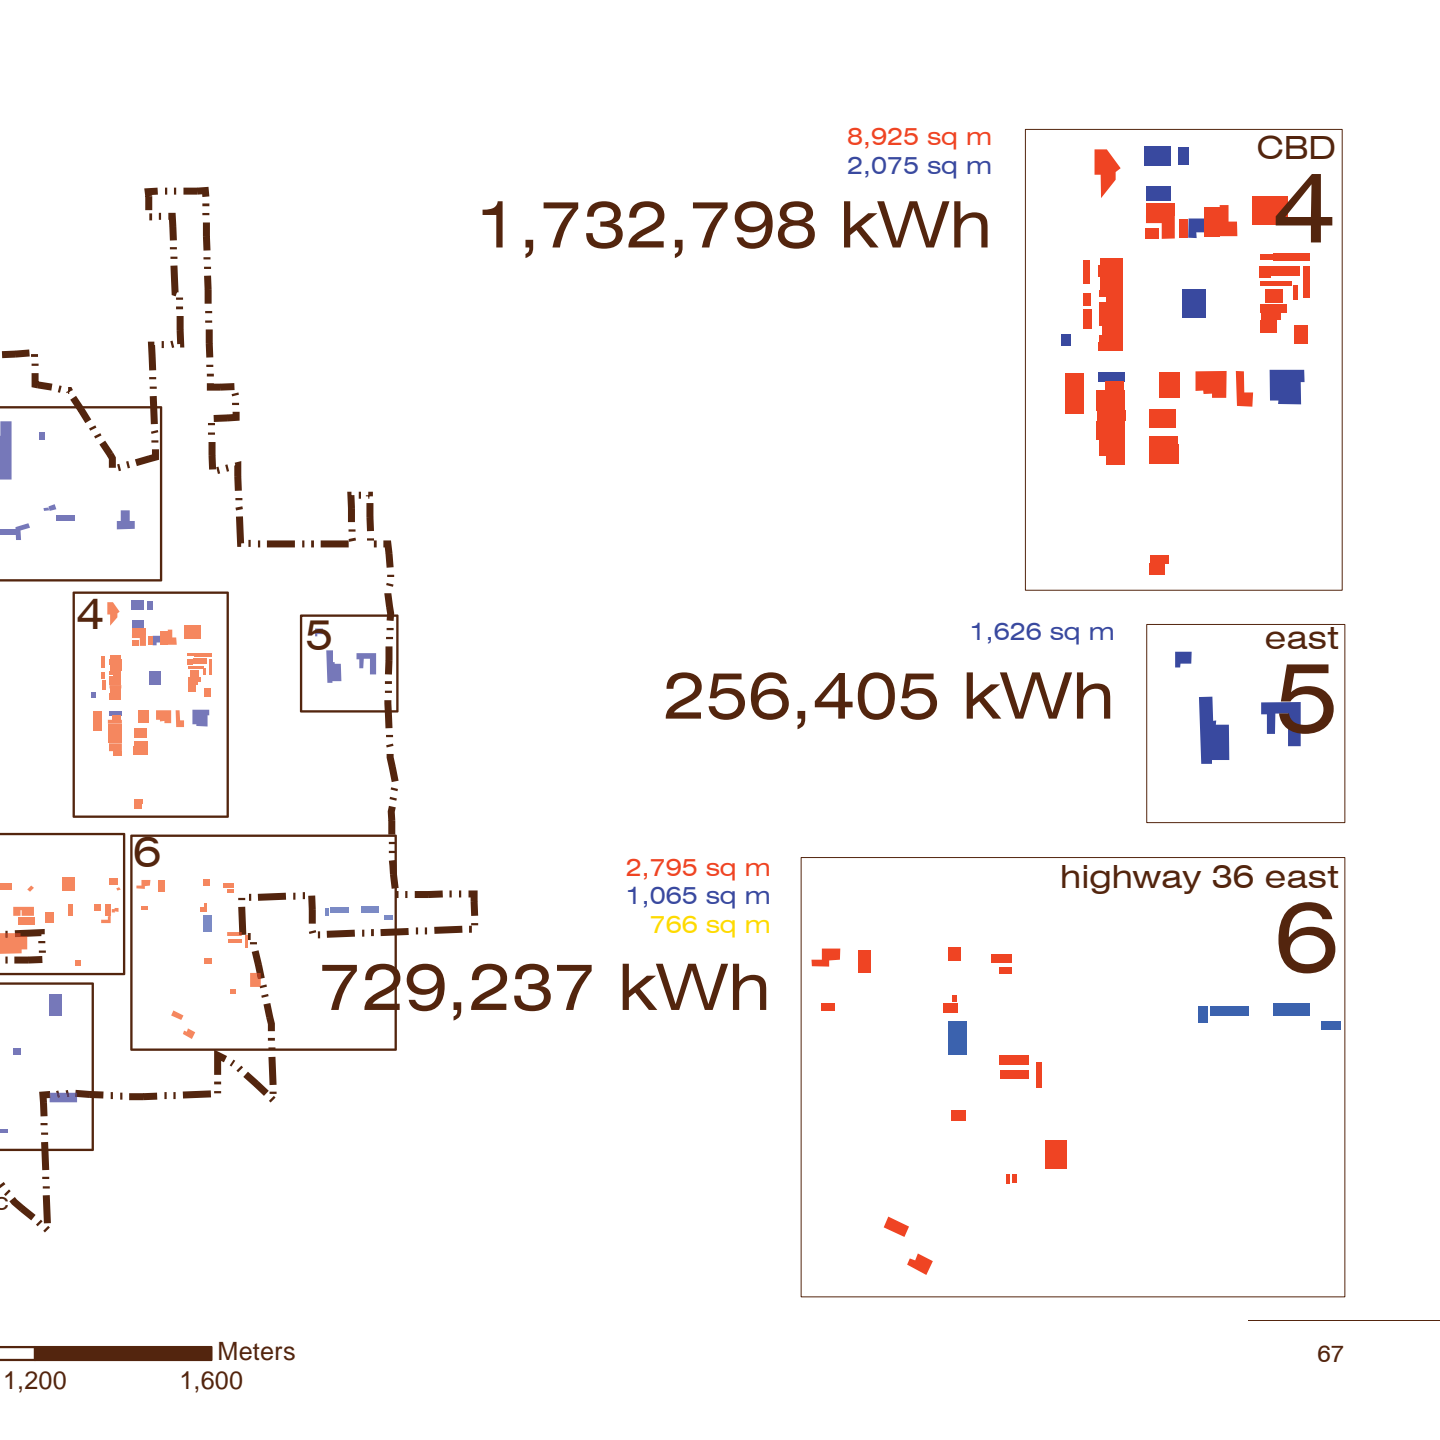 8,925 sq m
2,075 sq m
1,732,798 kWh
CBD
4
4
5
1,626 sq m
256,405 kWh
east
5
6
2,795 sq m
1,065 sq m
766 sq m
729,237 kWh
highway 36 east
6
Meters
1,200 1,600
67